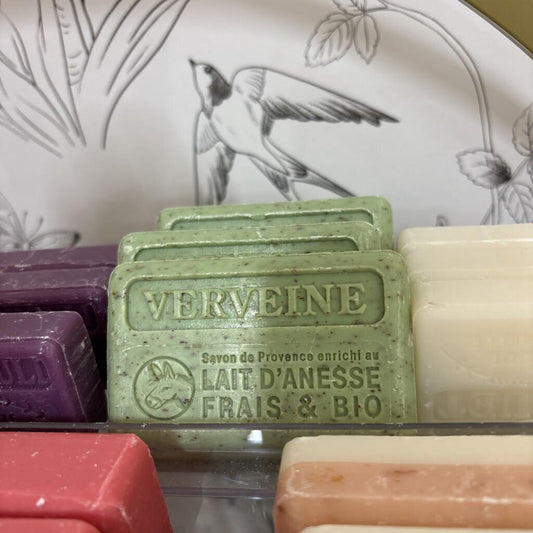 VERVEINE
Savon de Provence enrichi au
LAIT D'ANESSE
FRAIS & BIO